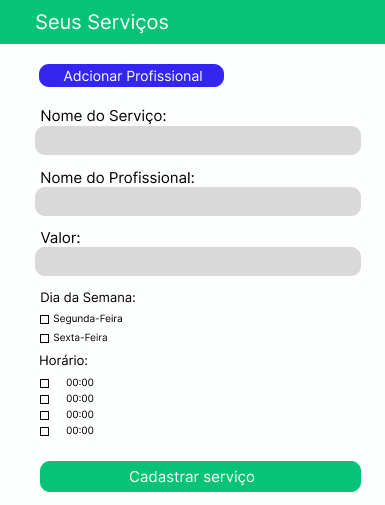 Seus Serviços
Adcionar Profissional
Nome do Serviço:
Nome do Profissional:
Valor:
Dia da Semana:
Segunda-Feira
Sexta-Feira
Horário:
00:00
00:00
00:00
00:00
Cadastrar serviço